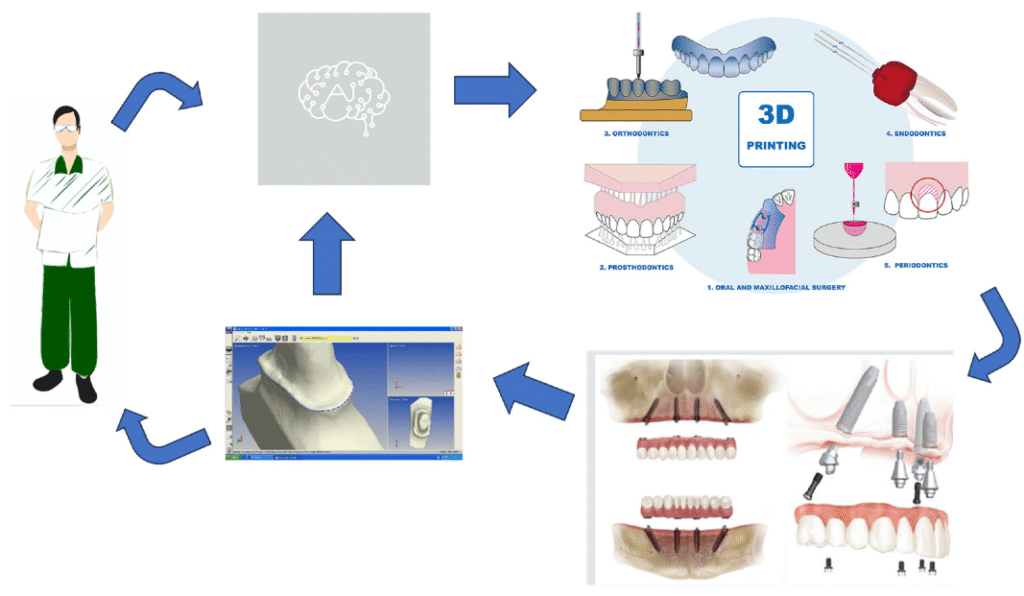 AI
3D
PRINTING
3. ORTHODONTICS
4. ENDODONTICS
2. PROSTHODONTICS
5. PERIODONTICS
1. ORAL AND MAXILLOFACIAL SURGERY